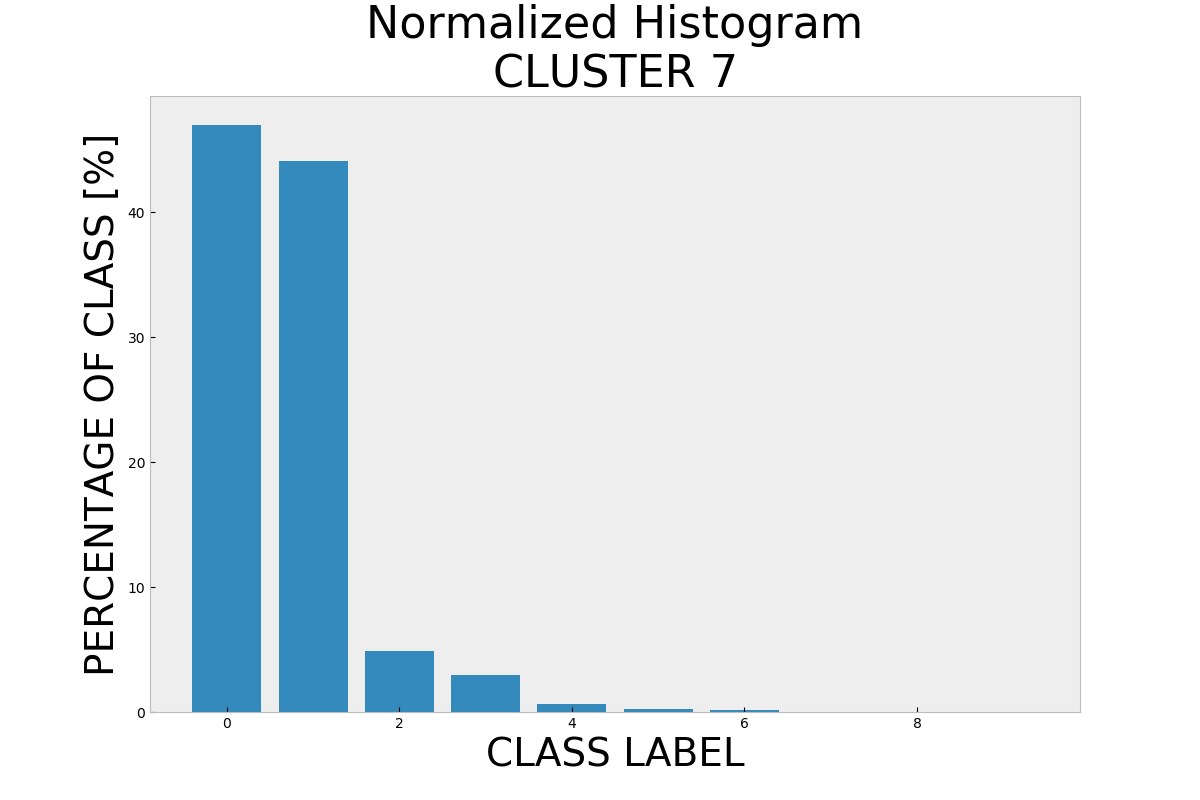 Normalized Histogram
CLUSTER 7
PERCENTAGE OF CLASS [%]
40
30
20
10
0
0 2 4 6 8
CLASS LABEL